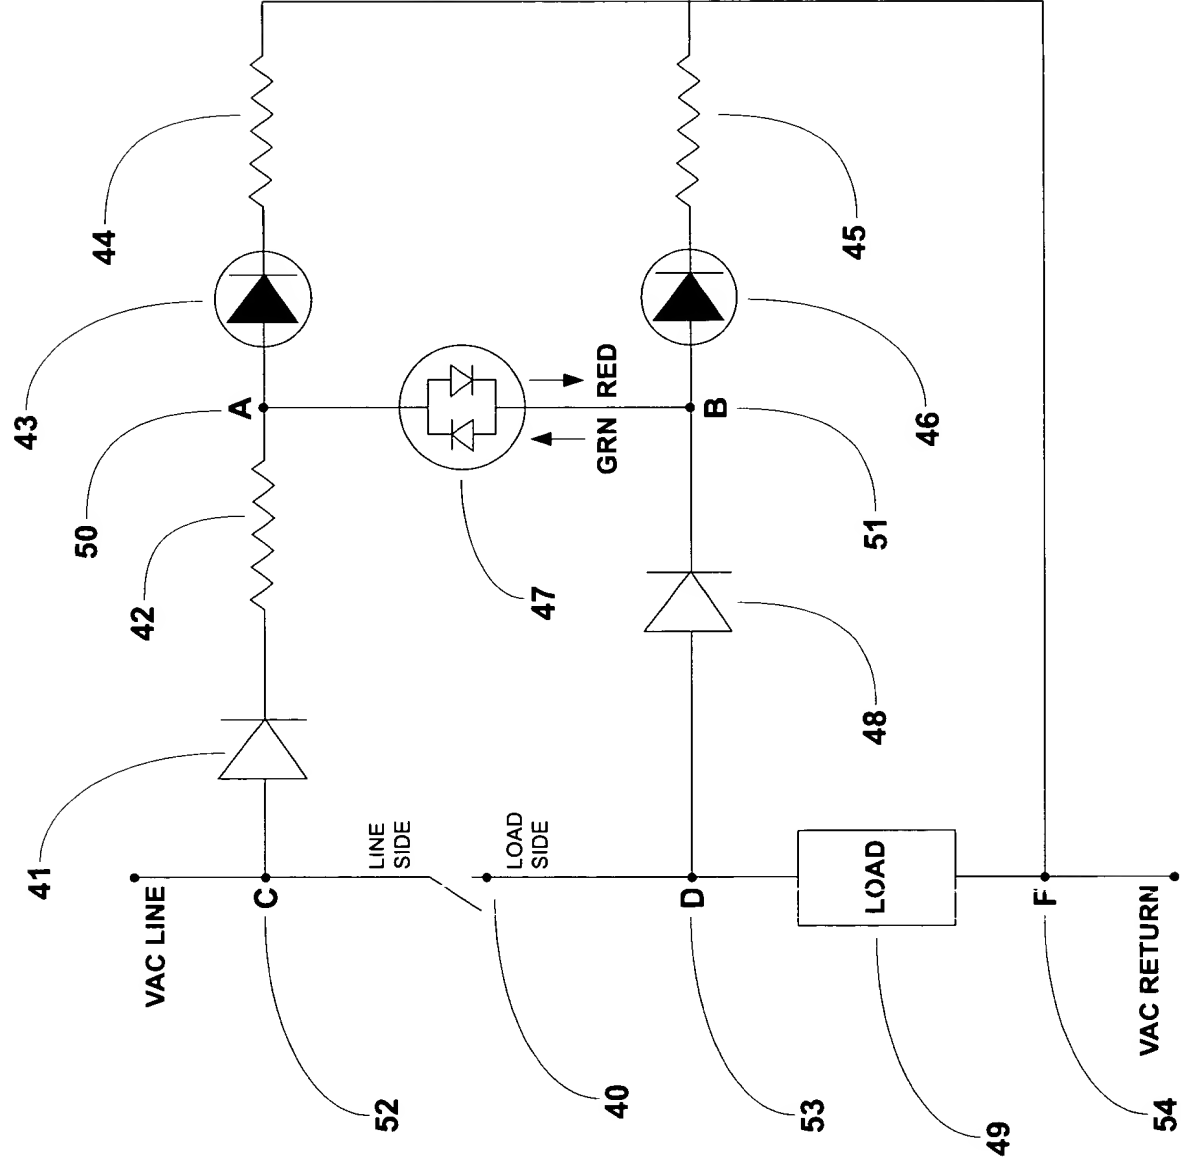 44
45
43
A
RED
46
GRN
B
50
51
42
47
48
41
LINE
SIDE
LOAD
SIDE
VAC LINE
C
D
LOAD
F
VAC RETURN
52
40
53
49
54